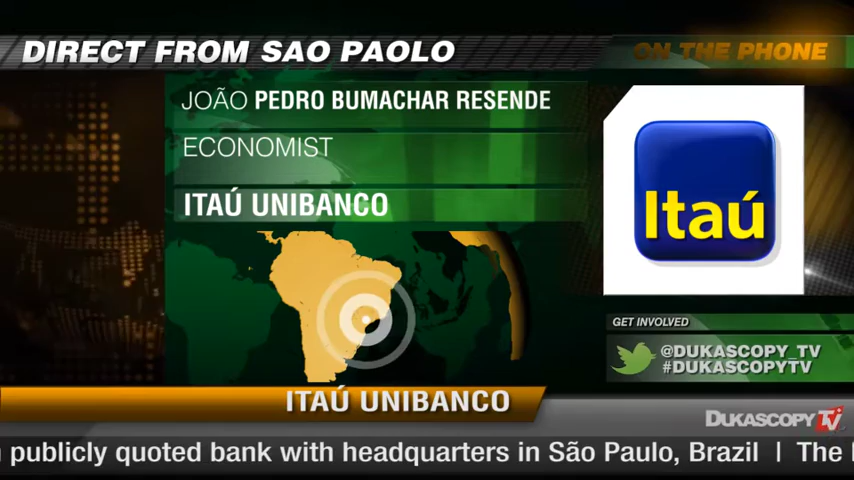 DIRECT FROM SAO PAOLO
ON THE PHONE
JOÃO PEDRO BUMACHAR RESENDE
ECONOMIST
ITAÚ UNIBANCO
Itaú
GET INVOLVED
@DUKASCOPY_TV
#DUKASCOPYTV
ITAÚ UNIBANCO
DUKASCOPY TV
publicly quoted bank with headquarters in São Paulo, Brazil | The